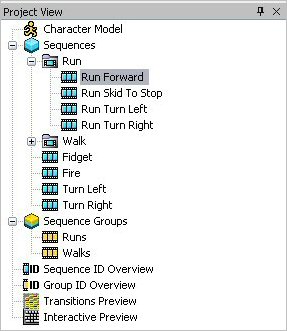 Project View
Character Model
Sequences
Run
Run Forward
Run Skid To Stop
Run Turn Left
Run Turn Right
Walk
Fidget
Fire
Turn Left
Turn Right
Sequence Groups
Runs
Walks
ID Sequence ID Overview
ID Group ID Overview
Transitions Preview
Interactive Preview